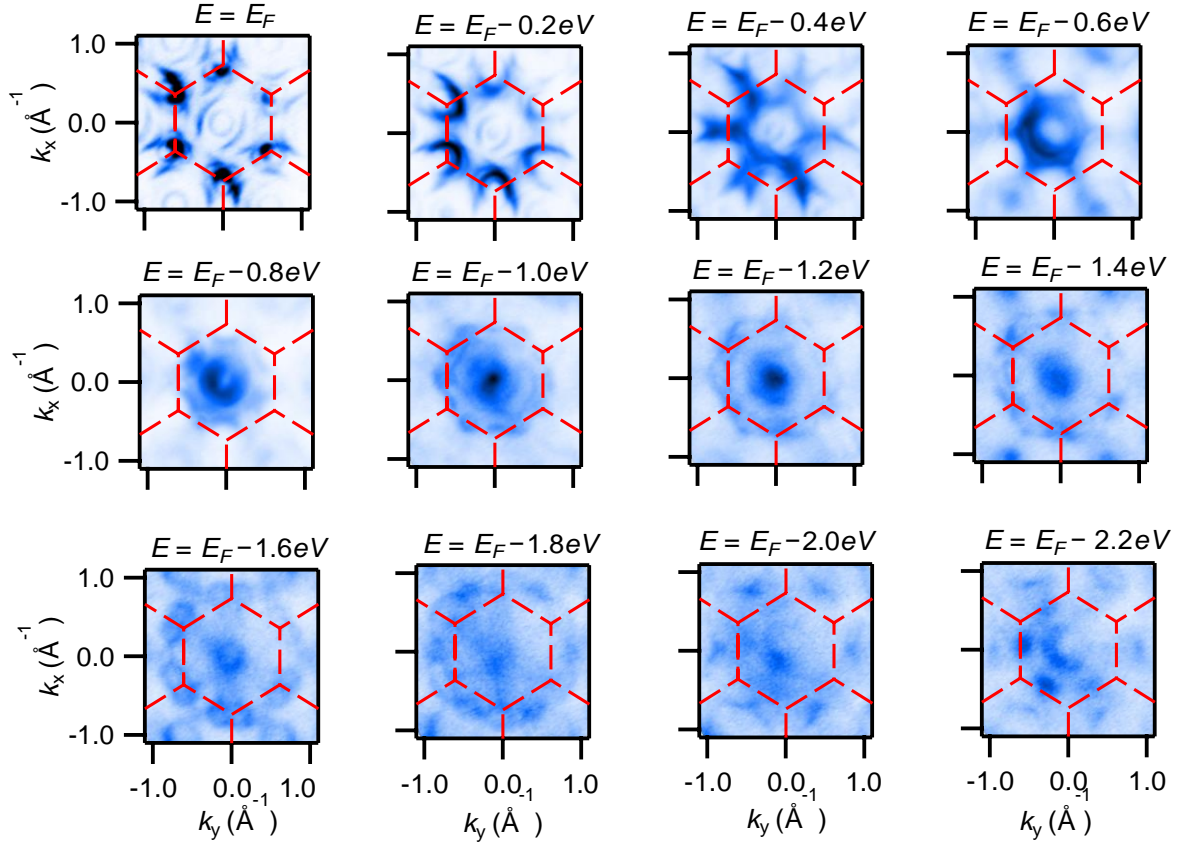 E = E_F
E = E_F −0.2eV
E = E_F −0.4eV
E = E_F −0.6eV
1.0
0.0
-1.0
kₓ (Å⁻¹)
E = E_F −0.8eV
E = E_F −1.0eV
E = E_F −1.2eV
E = E_F − 1.4eV
1.0
0.0
-1.0
kₓ (Å⁻¹)
E = E_F −1.6eV
E = E_F −1.8eV
E = E_F −2.0eV
E = E_F − 2.2eV
1.0
0.0
-1.0
kₓ (Å⁻¹)
-1.0 0.0 1.0
-1.0 0.0 1.0
-1.0 0.0 1.0
-1.0 0.0 1.0
k_y (Å⁻¹)
k_y (Å⁻¹)
k_y (Å⁻¹)
k_y (Å⁻¹)